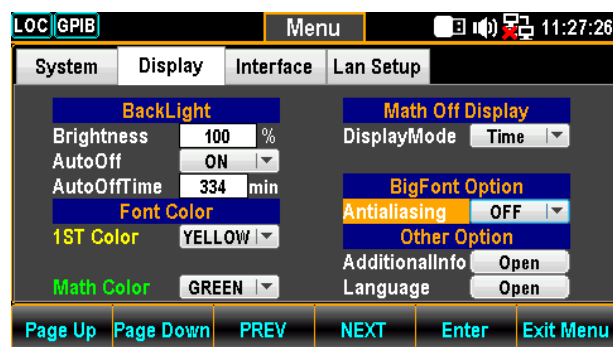 LOC GPIB Menu 11:27:26
System Display Interface Lan Setup
BackLight
Brightness 100 %
AutoOff ON
AutoOffTime 334 min
Font Color
1ST Color YELLOW
Math Color GREEN
Math Off Display
DisplayMode Time
BigFont Option
Antialiasing OFF
Other Option
AdditionalInfo Open
Language Open
Page Up Page Down PREV NEXT Enter Exit Menu